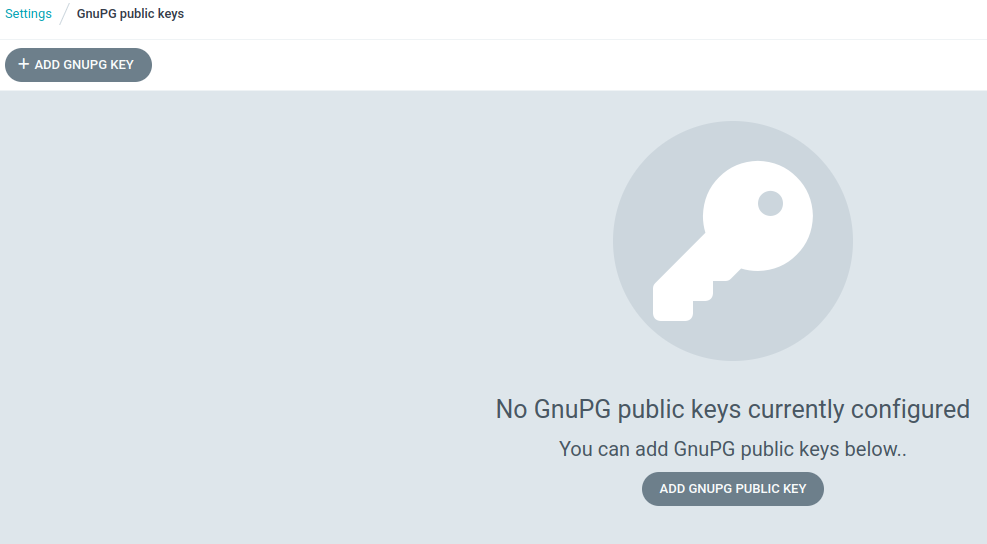 Settings / GnuPG public keys
+ ADD GNUPG KEY
No GnuPG public keys currently configured
You can add GnuPG public keys below..
ADD GNUPG PUBLIC KEY